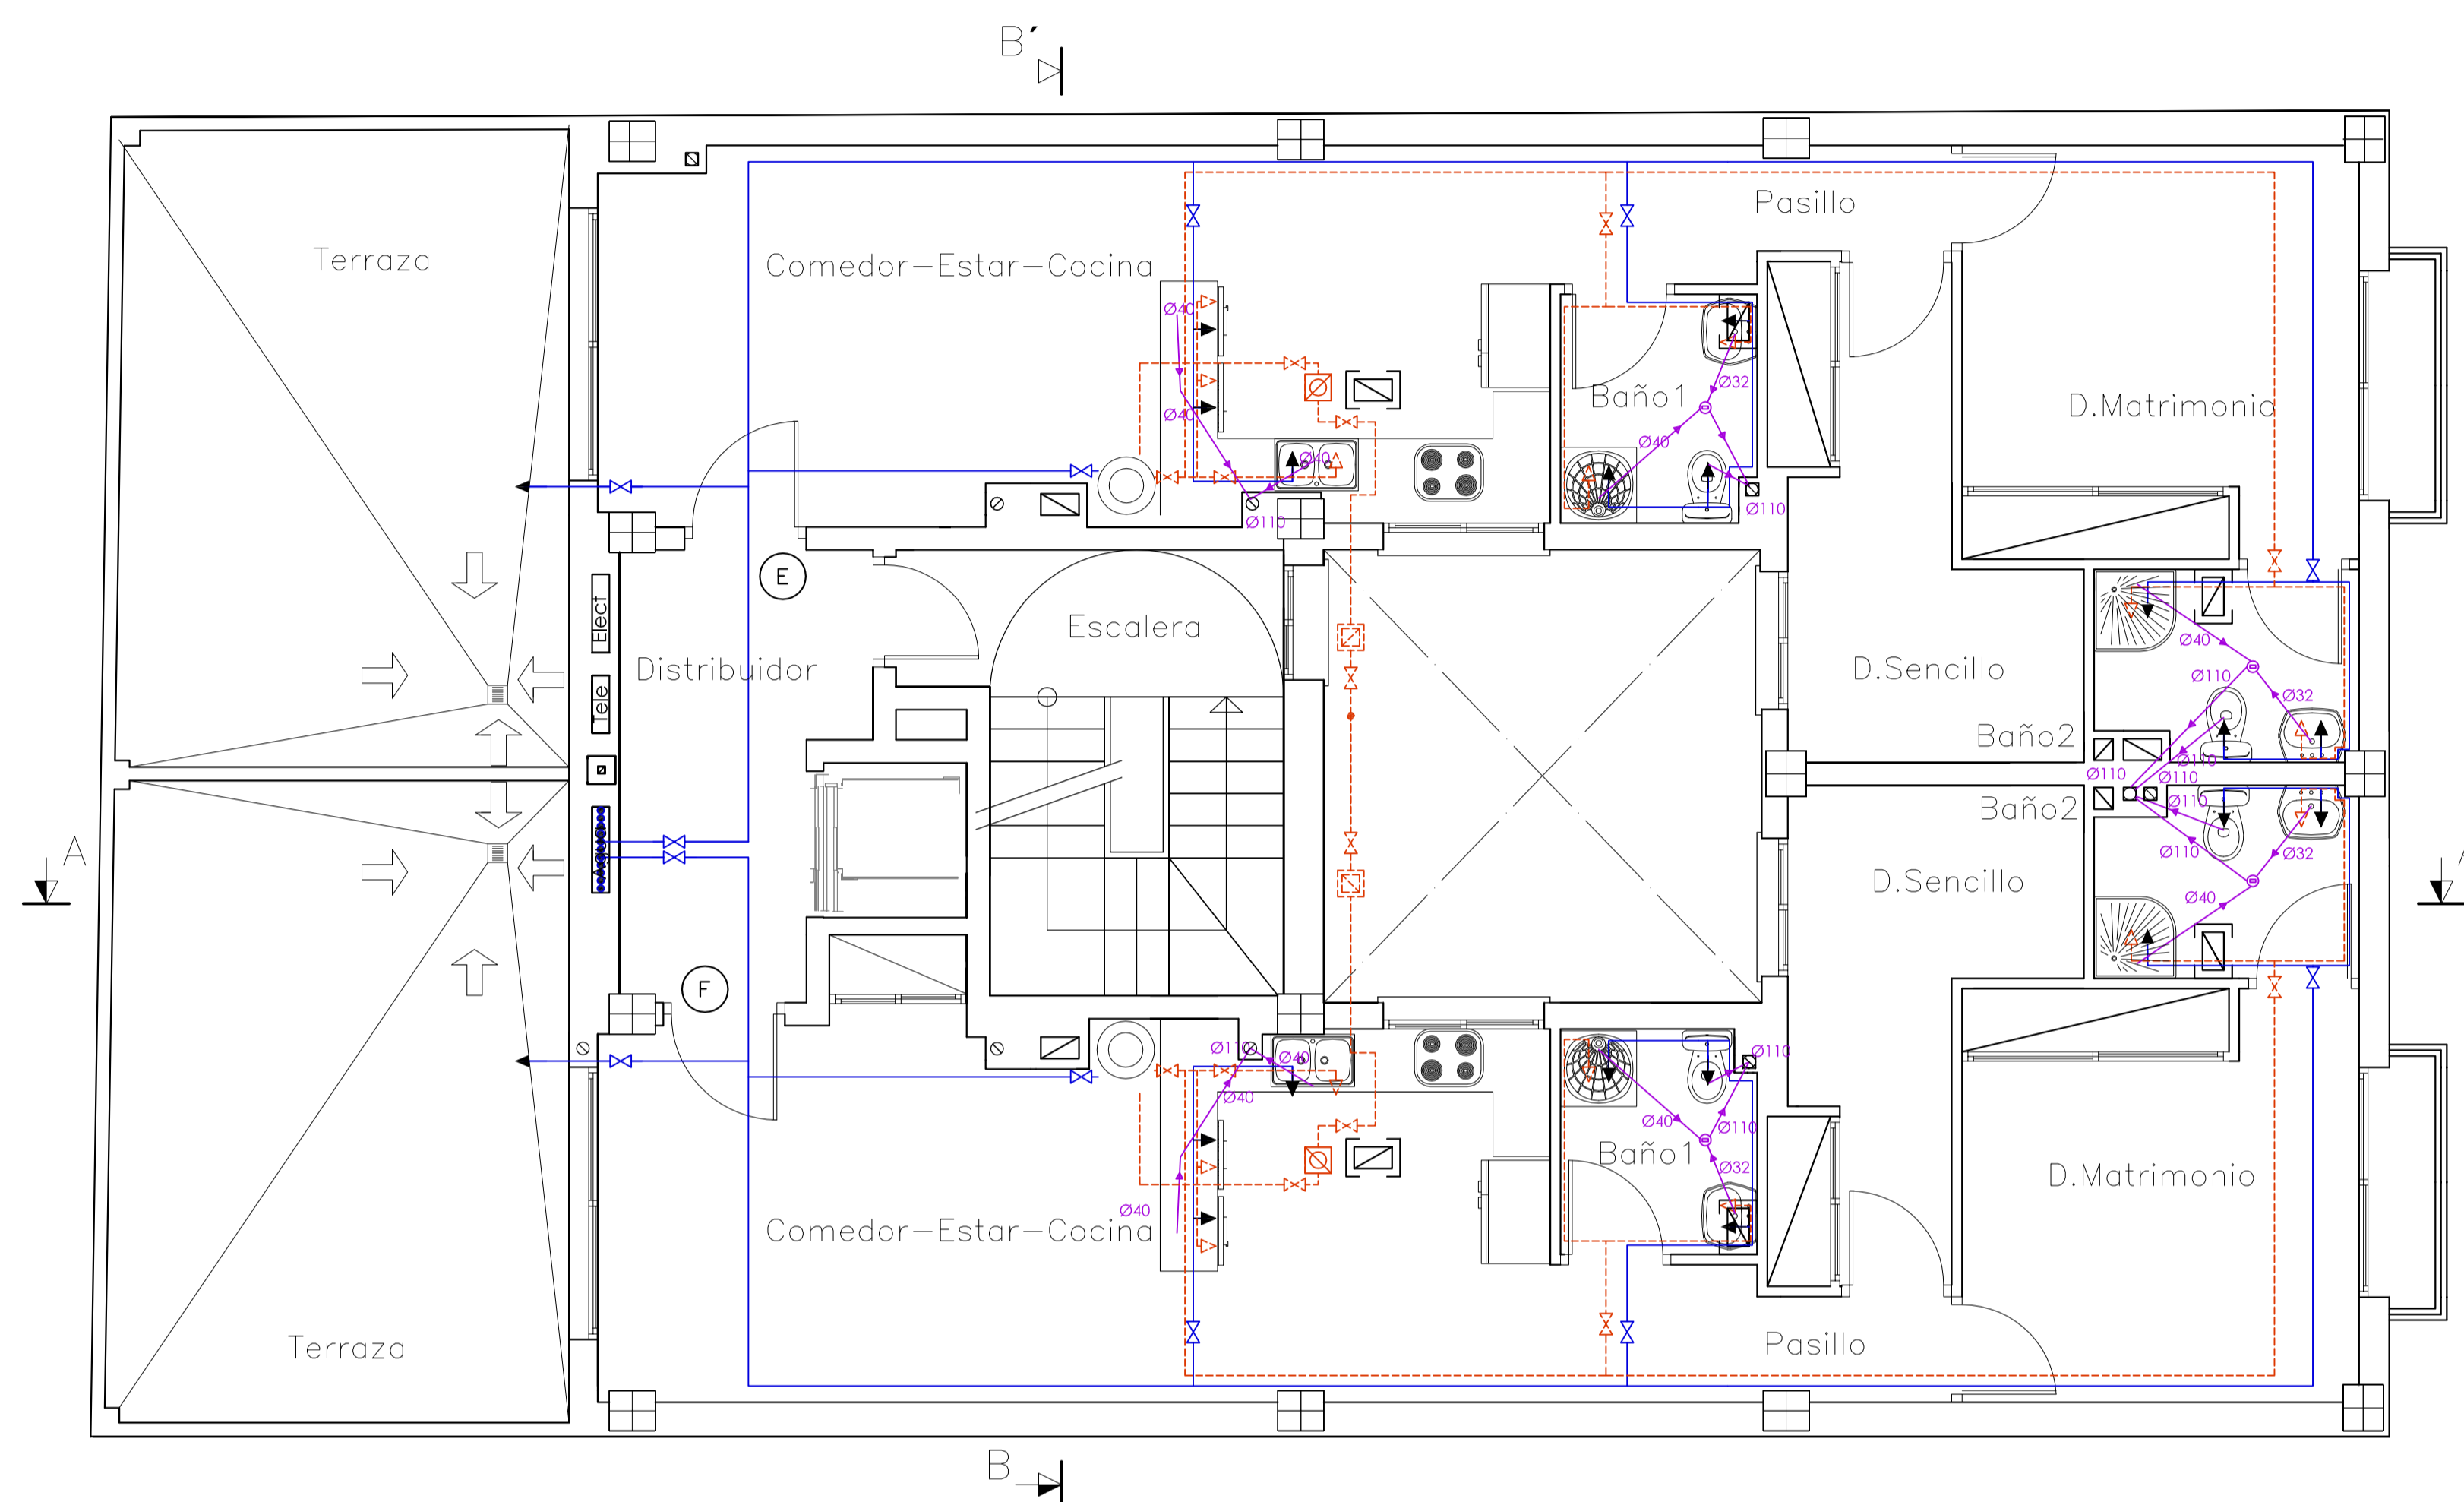 B´
Terraza
Comedor-Estar-Cocina
Pasillo
Ø40
Ø40
Ø40
Ø110
Baño1
Ø32
Ø40
Ø110
D.Matrimonio
E
Elect
Tele
Distribuidor
Escalera
D.Sencillo
Baño2
Ø40
Ø110
Ø32
Ø110
Ø110
Ø110
Baño2
Ø110
Ø110
Ø32
Ø40
D.Sencillo
A
A
F
Ø110
Ø40
Ø40
Ø40
Comedor-Estar-Cocina
Ø110
Ø40
Ø110
Baño1
Ø32
D.Matrimonio
Terraza
Pasillo
B